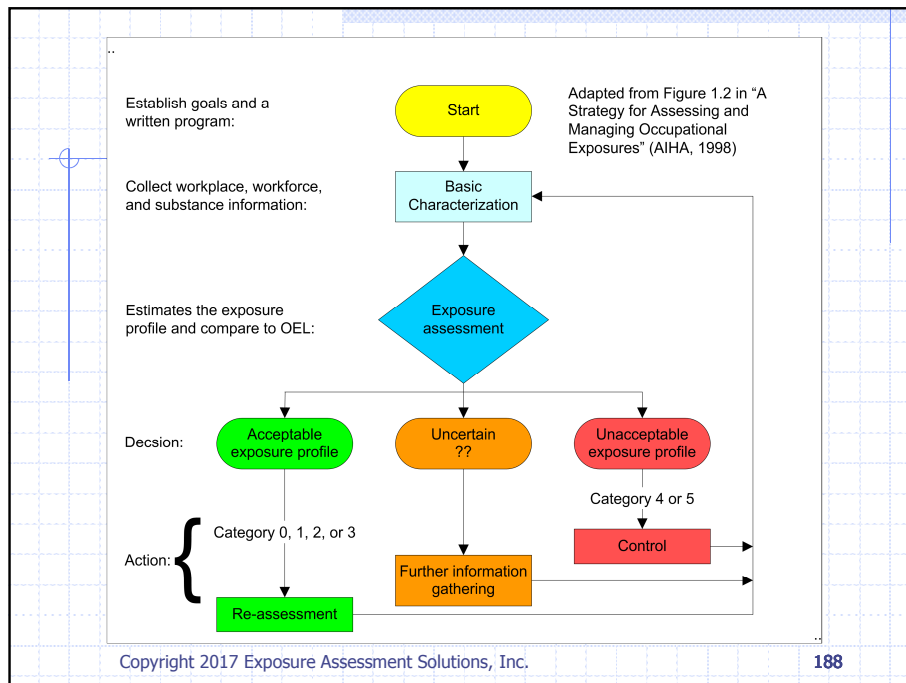 ..
Establish goals and a
written program:
Start
Adapted from Figure 1.2 in “A
Strategy for Assessing and
Managing Occupational
Exposures” (AIHA, 1998)
Collect workplace, workforce,
and substance information:
Basic
Characterization
Estimates the exposure
profile and compare to OEL:
Exposure
assessment
Decsion:
Acceptable
exposure profile
Uncertain
??
Unacceptable
exposure profile
Category 4 or 5
Category 0, 1, 2, or 3
Action:
{
Control
Further information
gathering
Re-assessment
..
Copyright 2017 Exposure Assessment Solutions, Inc.
188